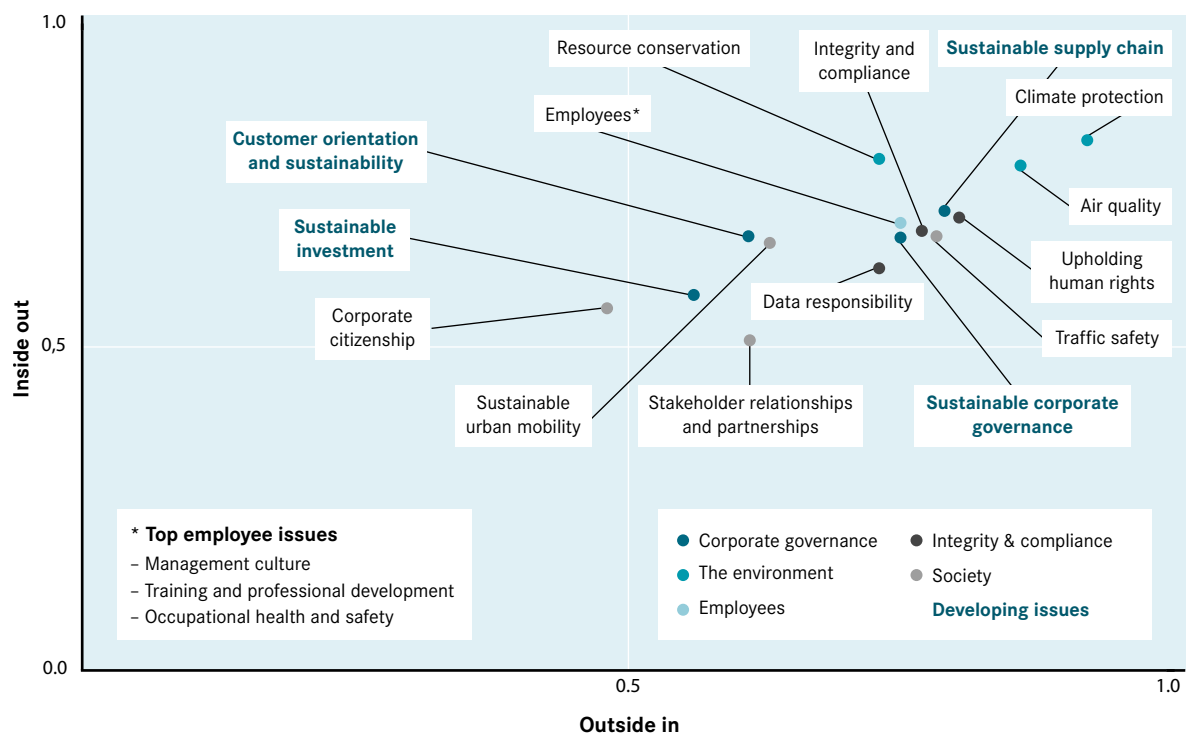 1.0
Resource conservation
Integrity and
compliance
Sustainable supply chain
Climate protection
Employees*
Customer orientation
and sustainability
Air quality
Sustainable
investment
Upholding
human rights
Data responsibility
Corporate
citizenship
Traffic safety
Inside out
0,5
Sustainable
urban mobility
Stakeholder relationships
and partnerships
Sustainable corporate
governance
* Top employee issues
– Management culture
– Training and professional development
– Occupational health and safety
Corporate governance
The environment
Employees
Integrity & compliance
Society
Developing issues
0.0
0.5
1.0
Outside in